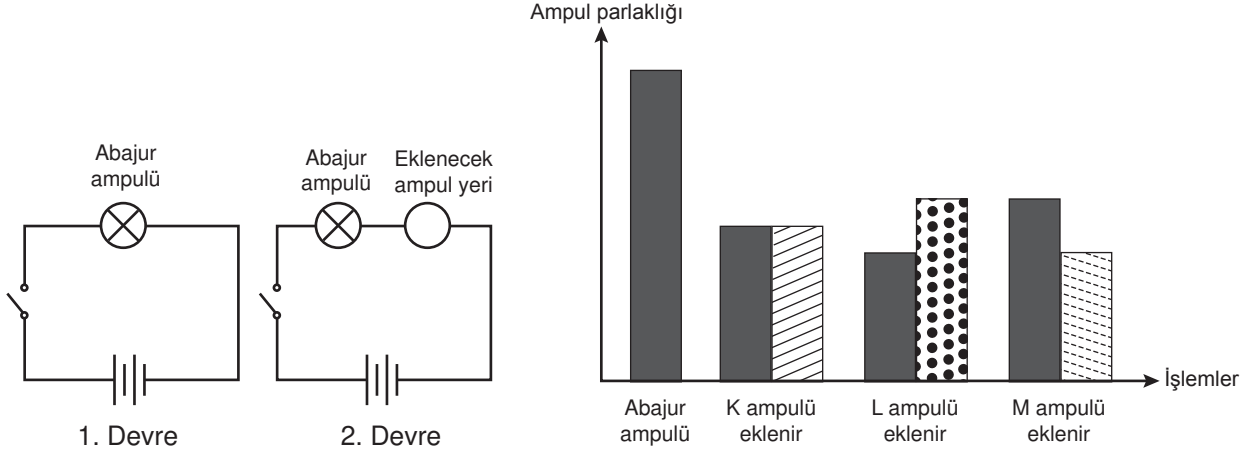 Ampul parlaklığı
Abajur
ampulü
Abajur
ampulü
Eklenecek
ampul yeri
1. Devre
2. Devre
İşlemler
Abajur
ampulü
K ampulü
eklenir
L ampulü
eklenir
M ampulü
eklenir